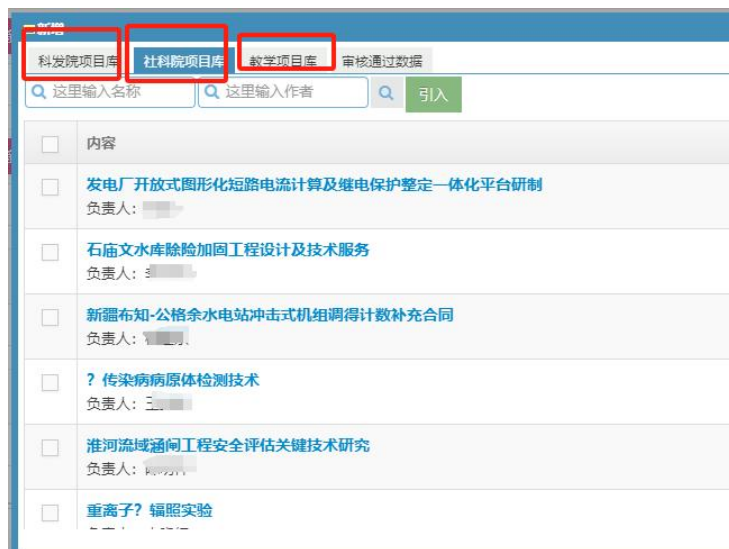 新增
科发院项目库 社科院项目库 教学项目库 审核通过数据
这里输入名称 这里输入作者 引入
内容
发电厂开放式图形化短路电流计算及继电保护整定一体化平台研制
负责人：
石庙文水库除险加固工程设计及技术服务
负责人：
新疆布知-公格余水电站冲击式机组调得计数补充合同
负责人：
？传染病病原体检测技术
负责人：王
淮河流域涵闸工程安全评估关键技术研究
负责人：
重离子？辐照实验